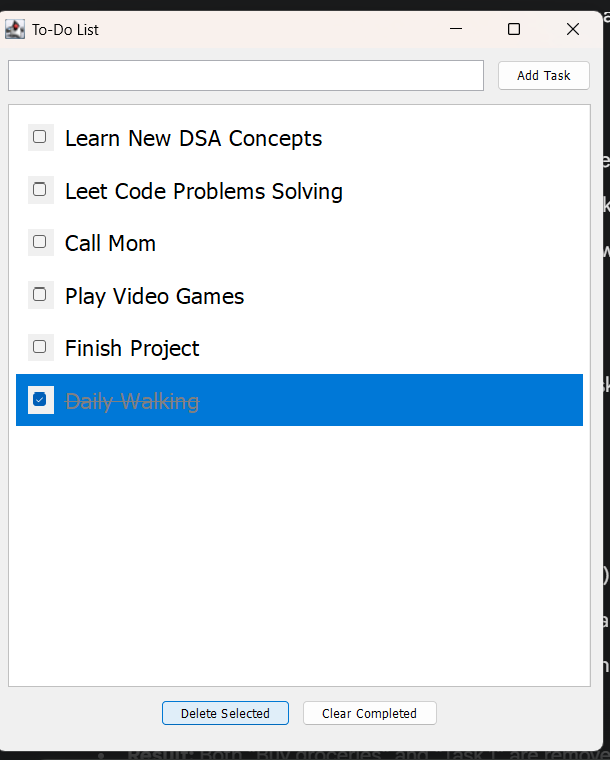 To-Do List
Add Task
Learn New DSA Concepts
Leet Code Problems Solving
Call Mom
Play Video Games
Finish Project
Daily Walking
Delete Selected
Clear Completed